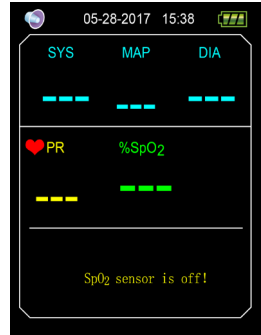 05-28-2017 15:38
SYS MAP DIA
--- --- ---
PR %SpO2
--- ---
SpO2 sensor is off!